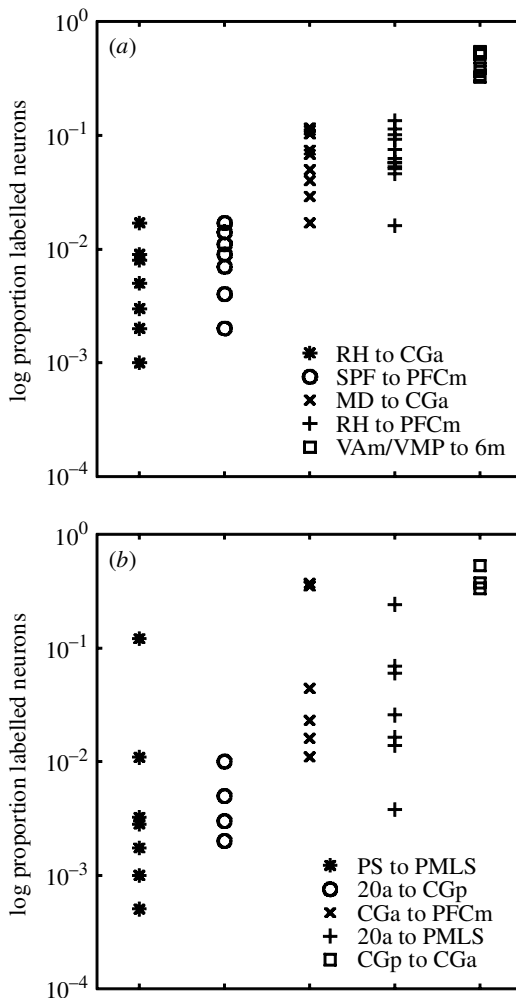 (a)
10^0
10^-1
10^-2
10^-3
10^-4
log proportion labelled neurons
RH to CGa
SPF to PFCm
MD to CGa
RH to PFCm
VAm/VMP to 6m
(b)
10^0
10^-1
10^-2
10^-3
10^-4
log proportion labelled neurons
PS to PMLS
20a to CGp
CGa to PFCm
20a to PMLS
CGp to CGa